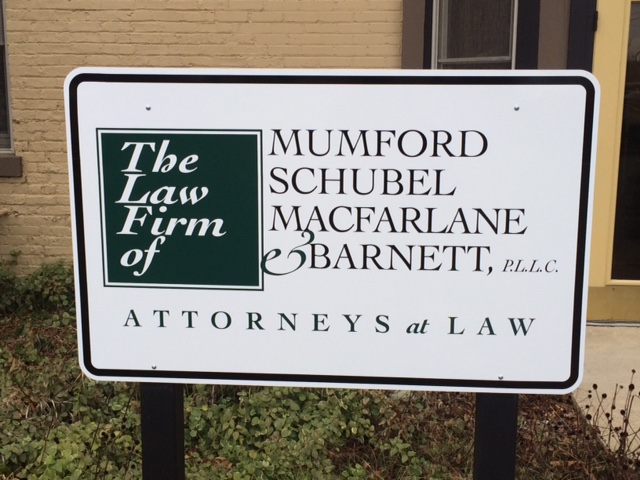 The
Law
Firm
of
MUMFORD
SCHUBEL
MACFARLANE
& BARNETT, P.L.L.C.
ATTORNEYS at LAW